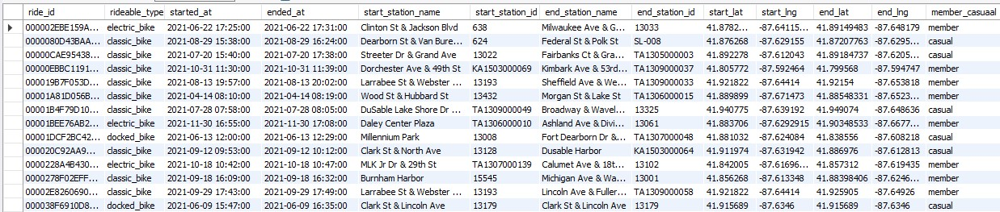 ride_id rideable_type started_at ended_at start_station_name start_station_id end_station_name end_station_id start_lat start_lng end_lat end_lng member_casuaal
000002EBE159A... electric_bike 2021-06-22 17:25:00 2021-06-22 17:31:00 Clinton St & Jackson Blvd 638 Milwaukee Ave & G... 13033 41.8782... -87.64115... 41.89149483 -87.648179 member
0000080D43BAA... classic_bike 2021-08-29 15:38:00 2021-08-29 16:24:00 Dearborn St & Van Bure... 624 Federal St & Polk St SL-008 41.876268 -87.629155 41.87207763 -87.6295... casual
00000CAE95438... classic_bike 2021-07-20 15:40:00 2021-07-20 17:38:00 Streeter Dr & Grand Ave 13022 Fairbanks Ct & Gra... TA1305000003 41.892278 -87.612043 41.89184737 -87.6205... casual
00000EBBC1191... classic_bike 2021-10-31 11:30:00 2021-10-31 11:39:00 Dorchester Ave & 49th St KA1503000069 Kimbark Ave & 53rd... TA1309000037 41.805772 -87.592464 41.799568 -87.594747 member
000019B7F053D... classic_bike 2021-08-13 19:57:00 2021-08-13 20:02:00 Larrabee St & Webster ... 13193 Sheffield Ave & We... TA1309000033 41.921822 -87.64414 41.92154 -87.653818 member
00001A81D056B... classic_bike 2021-04-14 08:10:00 2021-04-14 08:19:00 Wood St & Hubbard St 13432 Morgan St & Lake St TA1306000015 41.889899 -87.671473 41.88548331 -87.6523... member
00001B4F79D10... classic_bike 2021-07-28 07:58:00 2021-07-28 08:05:00 DuSable Lake Shore Dr ... TA1309000049 Broadway & Wavel... 13325 41.940775 -87.639192 41.949074 -87.648636 casual
00001BEE76AB2... electric_bike 2021-11-30 16:55:00 2021-11-30 17:08:00 Daley Center Plaza TA1306000010 Ashland Ave & Divi... 13061 41.883706 -87.6292915 41.90348533 -87.6677... member
00001DCF2BC42... docked_bike 2021-06-13 12:00:00 2021-06-13 12:29:00 Millennium Park 13008 Fort Dearborn Dr &... TA1307000048 41.881032 -87.624084 41.838556 -87.608218 casual
000020C92AA9... classic_bike 2021-09-12 09:53:00 2021-09-12 10:12:00 Clark St & North Ave 13128 Dusable Harbor KA1503000064 41.911974 -87.631942 41.886976 -87.612813 casual
0000228A4B430... electric_bike 2021-10-18 10:42:00 2021-10-18 10:47:00 MLK Jr Dr & 29th St TA1307000139 Calumet Ave & 18t... 13102 41.842005 -87.61696... 41.857312 -87.619435 member
0000278F02EFF... classic_bike 2021-09-18 16:09:00 2021-09-18 16:32:00 Burnham Harbor 15545 Michigan Ave & Wa... 13001 41.856268 -87.613348 41.88398406 -87.6246... member
00002E8260690... classic_bike 2021-09-29 17:43:00 2021-09-29 17:49:00 Larrabee St & Webster ... 13193 Lincoln Ave & Fuller... TA1309000058 41.921822 -87.64414 41.925905 -87.64926 member
000038F6910D8... docked_bike 2021-06-09 15:47:00 2021-06-09 16:35:00 Clark St & Lincoln Ave 13179 Clark St & Lincoln Ave 13179 41.915689 -87.6346 41.915689 -87.6346 casual